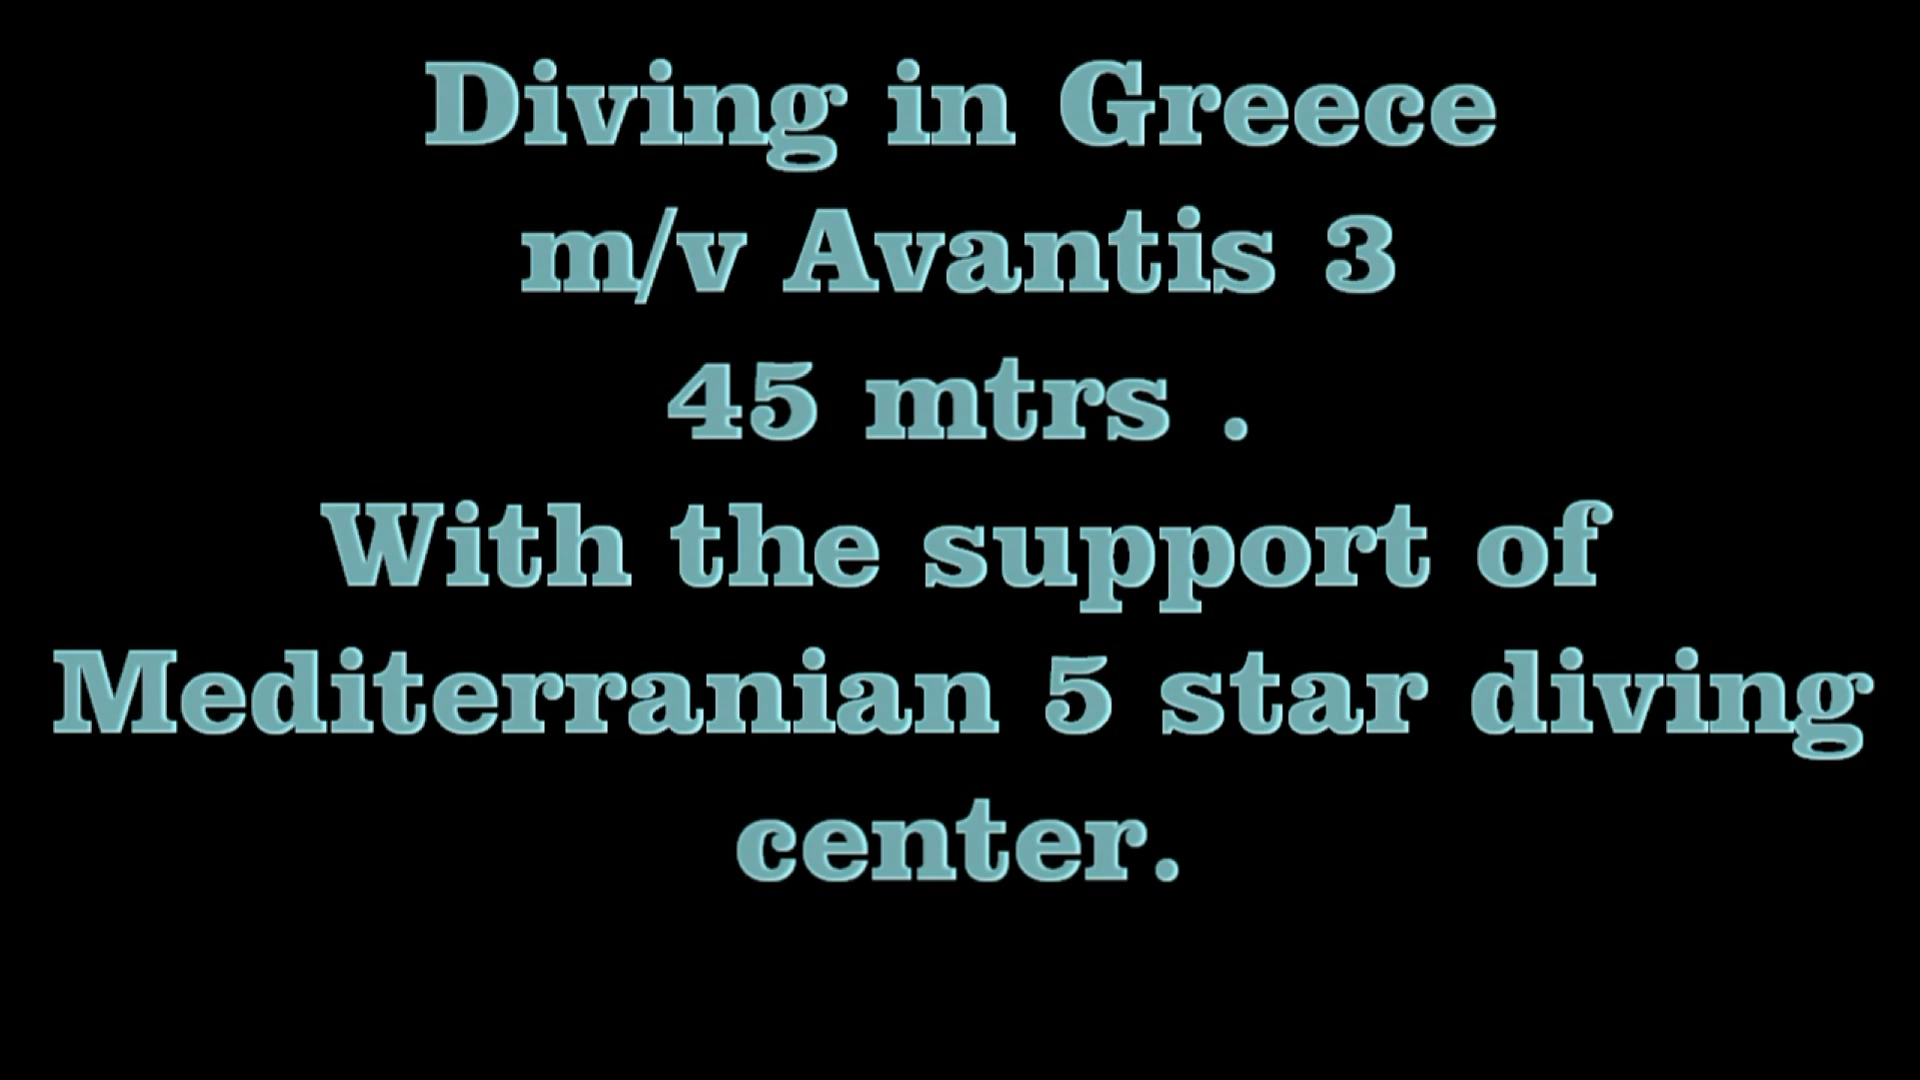 Diving in Greece
m/v Avantis 3
45 mtrs .
With the support of
Mediterranian 5 star diving
center.